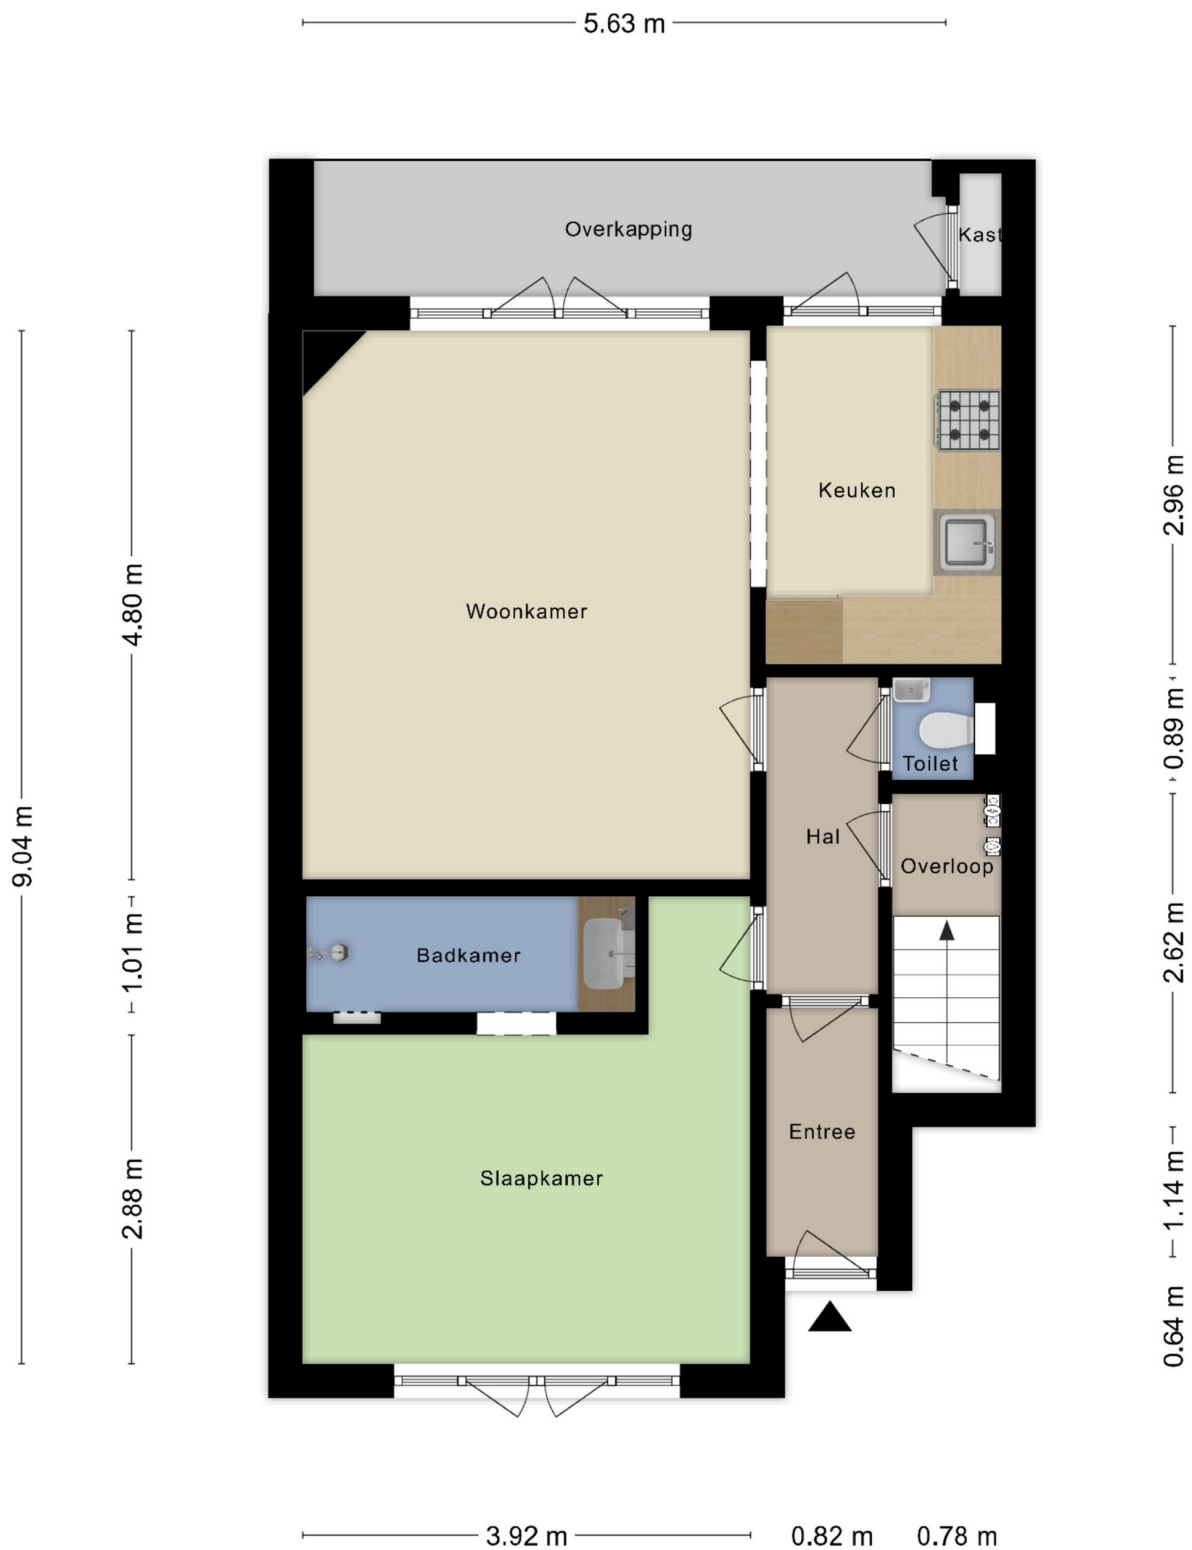 5.63 m
Overkapping
Kast
Keuken
2.96 m
4.80 m
Woonkamer
0.89 m
Toilet
9.04 m
Hal
Overloop
1.01 m
Badkamer
2.62 m
Entree
2.88 m
Slaapkamer
1.14 m
0.64 m
3.92 m
0.82 m
0.78 m